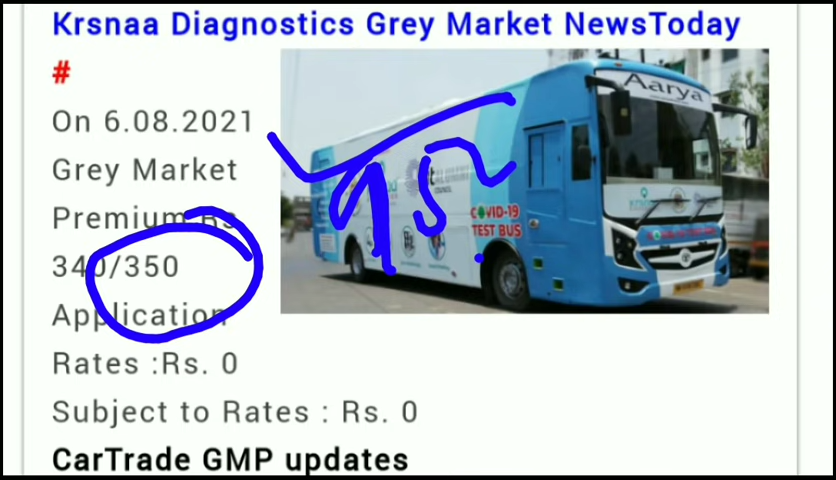 Krsnaa Diagnostics Grey Market NewsToday
#
On 6.08.2021
Grey Market
Premium Rs
340/350
Application
Rates :Rs. 0
Subject to Rates : Rs. 0
CarTrade GMP updates
Aarya
COVID-19
TEST BUS